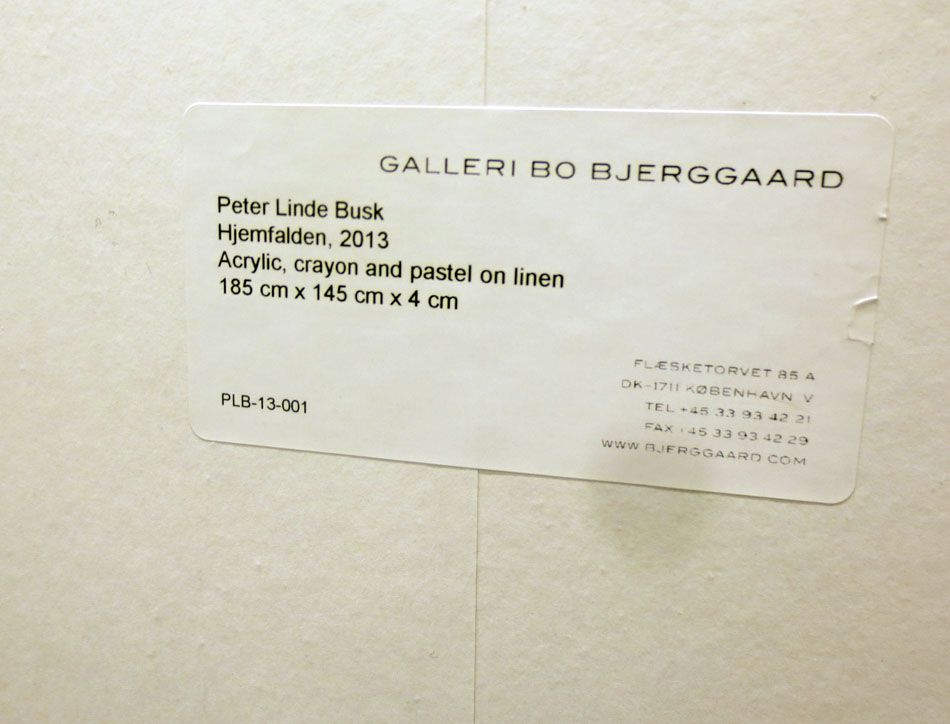 GALLERI BO BJERGGAARD
Peter Linde Busk
Hjemfalden, 2013
Acrylic, crayon and pastel on linen
185 cm x 145 cm x 4 cm
PLB-13-001
FLÆSKETORVET 85 A
DK-1711 KØBENHAVN V
TEL +45 33 93 42 21
FAX +45 33 93 42 29
WWW.BJERGGAARD.COM